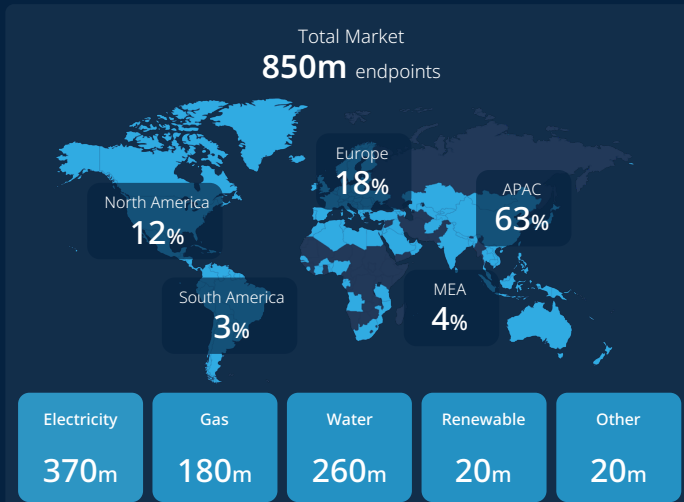 Total Market
850m endpoints
Europe
18%
APAC
63%
North America
12%
South America
3%
MEA
4%
Electricity
370m
Gas
180m
Water
260m
Renewable
20m
Other
20m